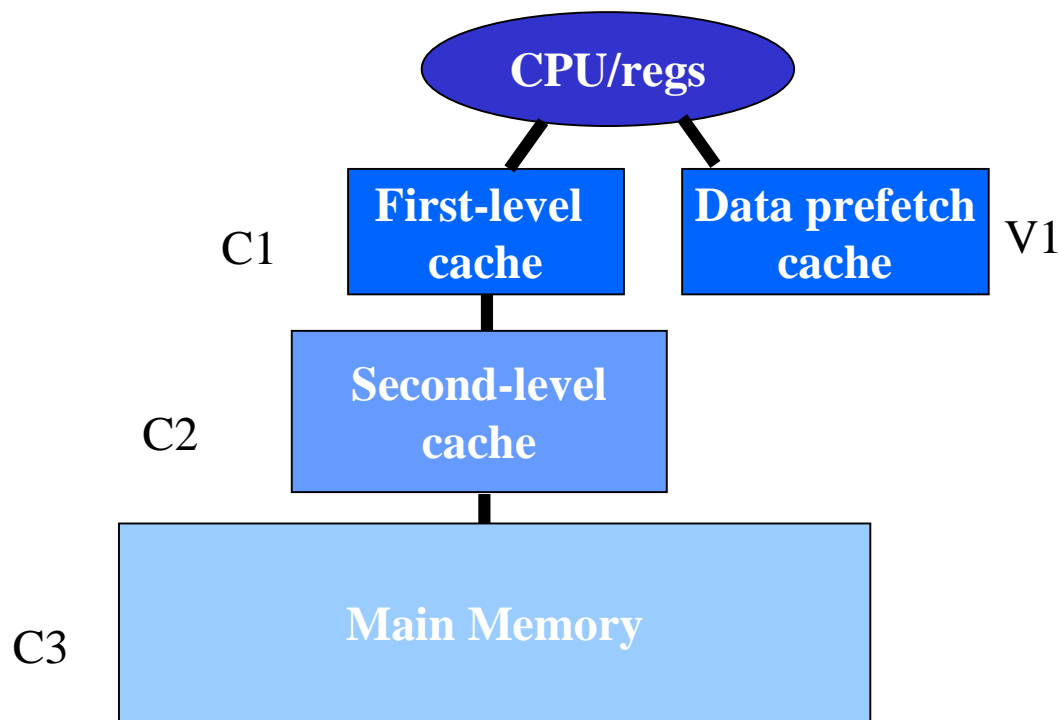 CPU/regs
First-level
cache
Data prefetch
cache
C1
V1
Second-level
cache
C2
Main Memory
C3